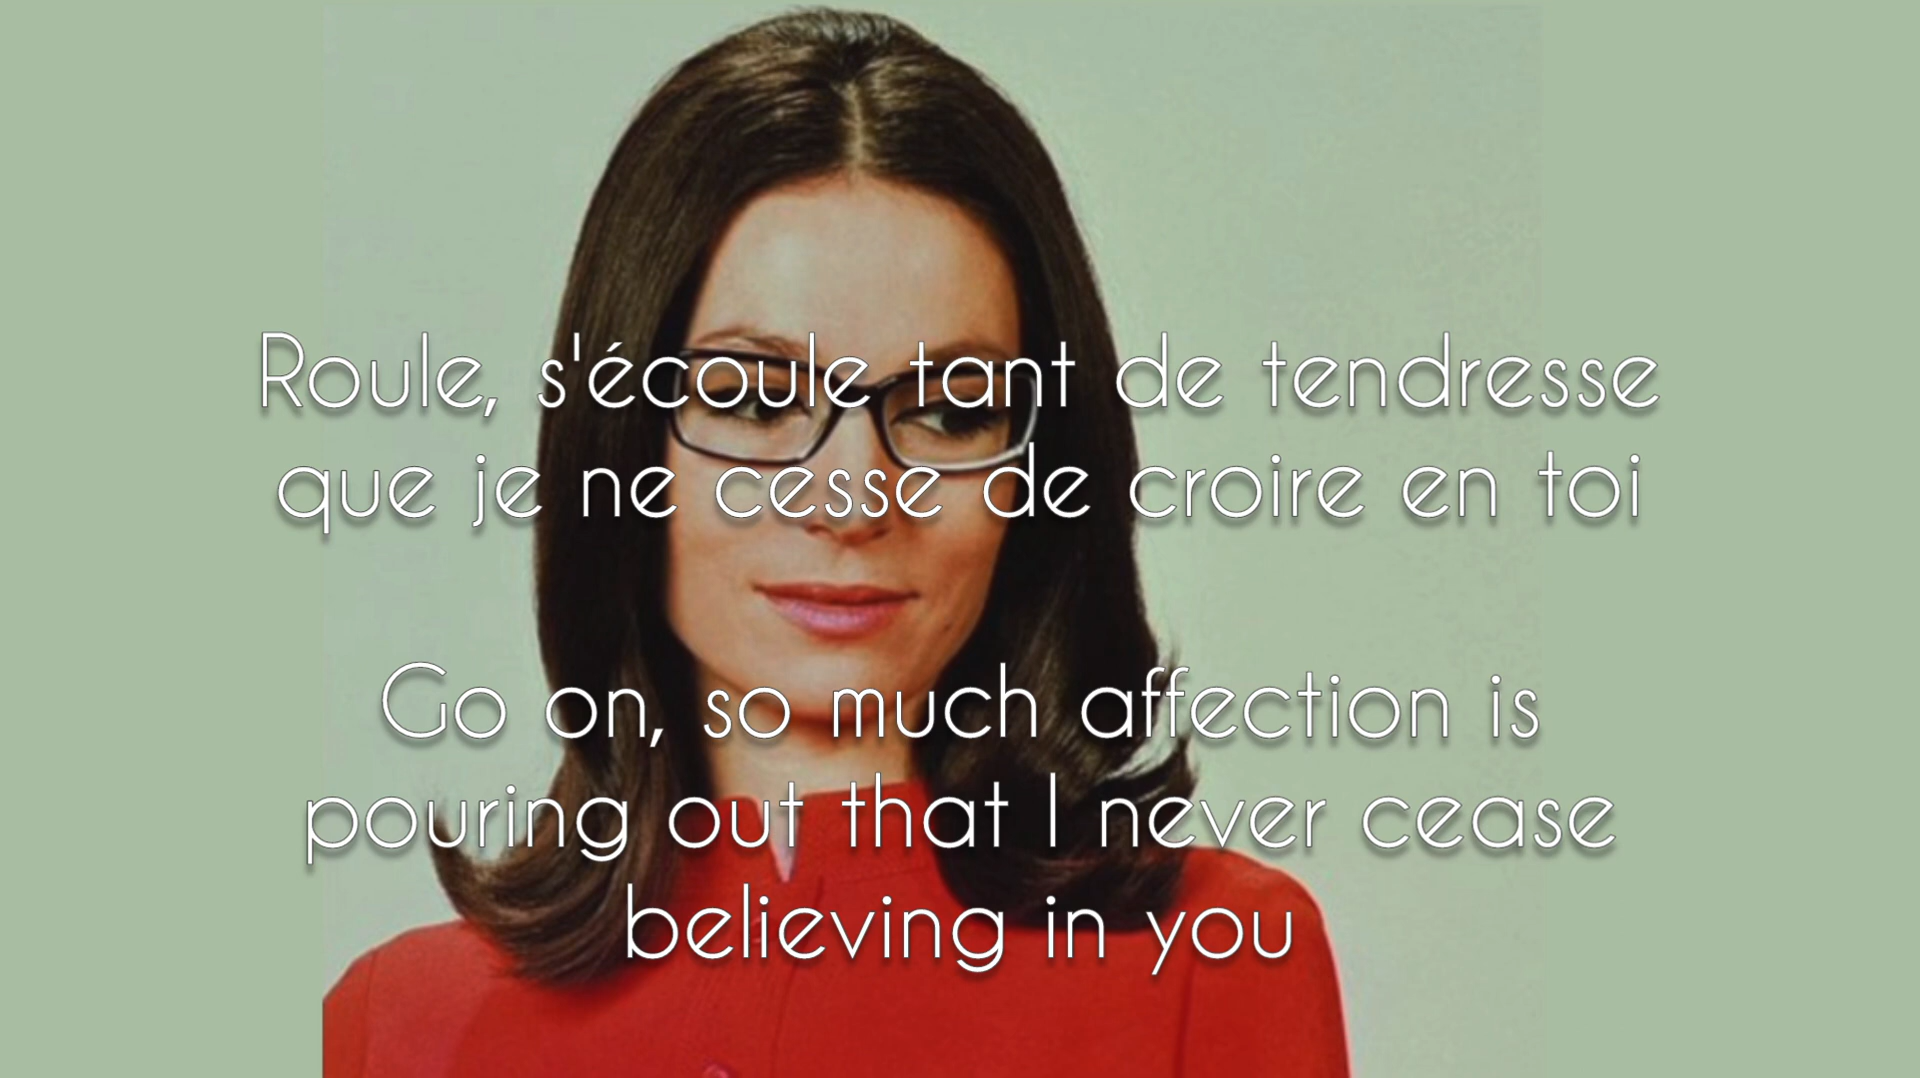 Roule, s'écoule tant de tendresse
que je ne cesse de croire en toi
Go on, so much affection is
pouring out that I never cease
believing in you